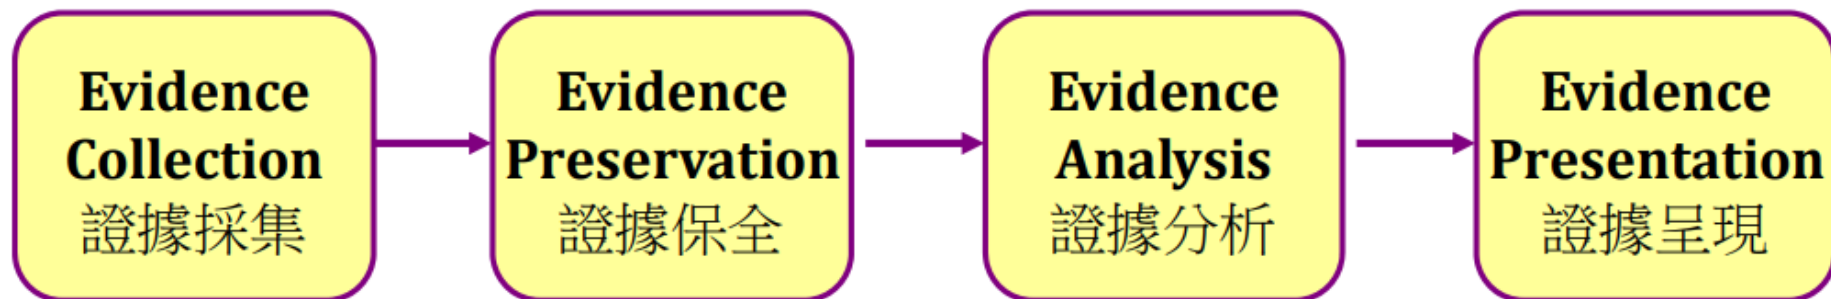 Evidence
Collection
證據採集
Evidence
Preservation
證據保全
Evidence
Analysis
證據分析
Evidence
Presentation
證據呈現